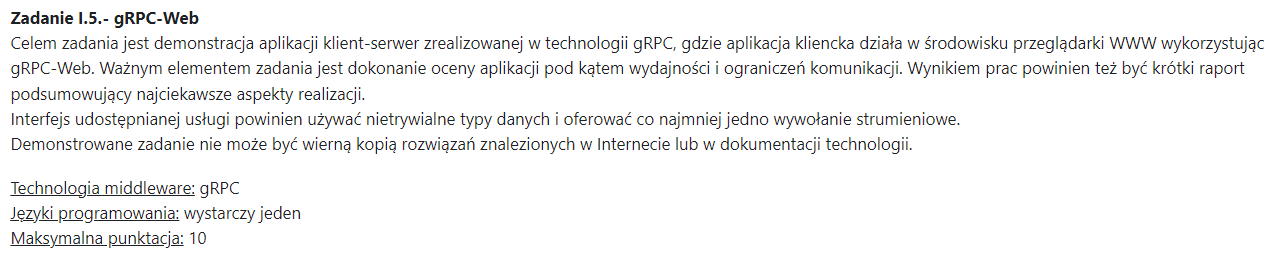 Zadanie I.5.- gRPC-Web
Celem zadania jest demonstracja aplikacji klient-serwer zrealizowanej w technologii gRPC, gdzie aplikacja kliencka działa w środowisku przeglądarki WWW wykorzystując
gRPC-Web. Ważnym elementem zadania jest dokonanie oceny aplikacji pod kątem wydajności i ograniczeń komunikacji. Wynikiem prac powinien też być krótki raport
podsumowujący najciekawsze aspekty realizacji.
Interfejs udostępnianej usługi powinien używać nietrywialne typy danych i oferować co najmniej jedno wywołanie strumieniowe.
Demonstrowane zadanie nie może być wierną kopią rozwiązań znalezionych w Internecie lub w dokumentacji technologii.
Technologia middleware: gRPC
Języki programowania: wystarczy jeden
Maksymalna punktacja: 10